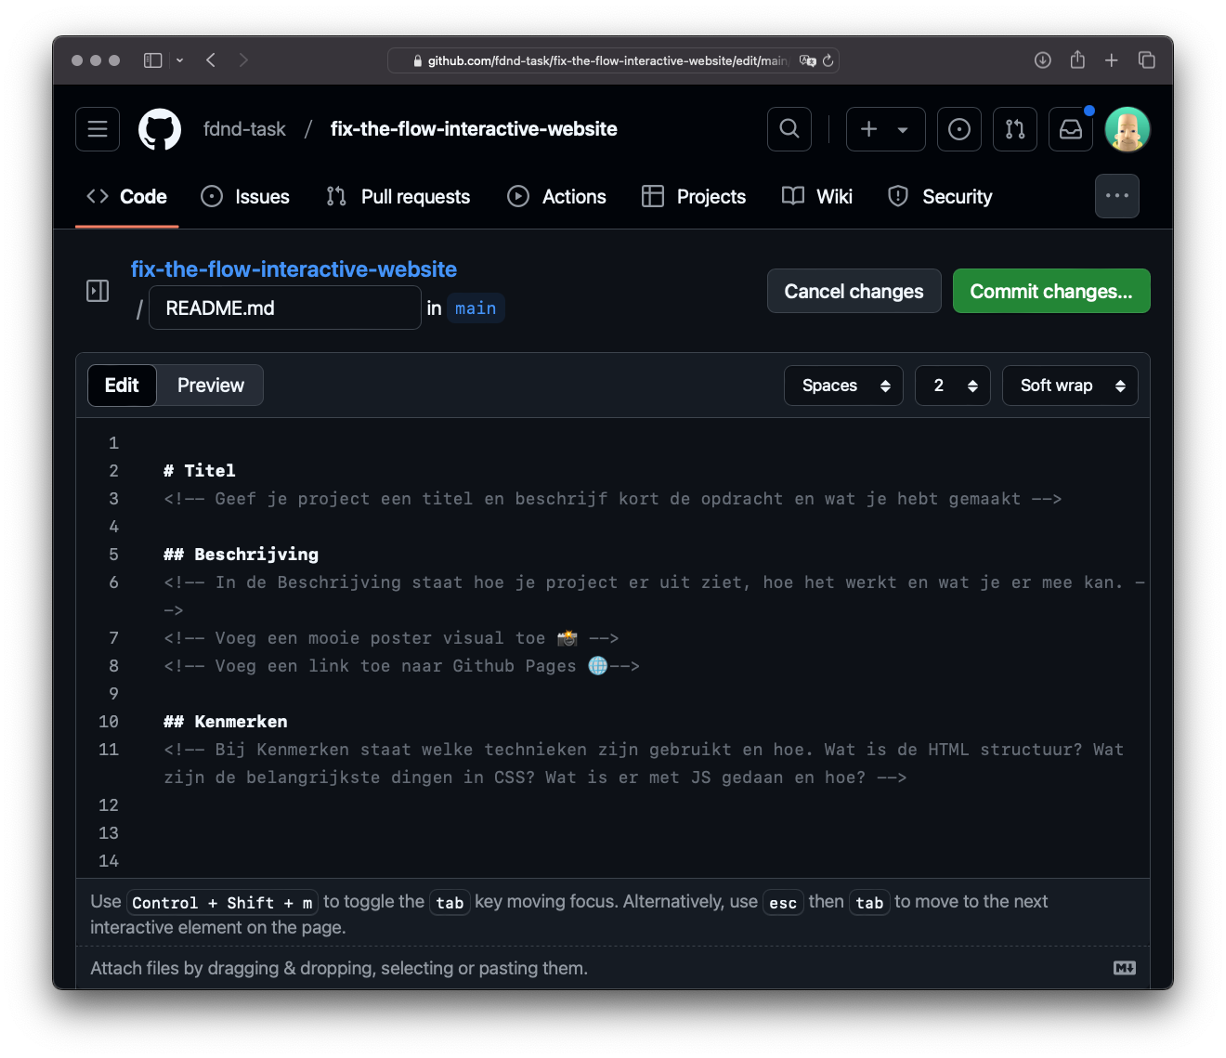 github.com/fdnd-task/fix-the-flow-interactive-website/edit/main
fdnd-task / fix-the-flow-interactive-website
Code Issues Pull requests Actions Projects Wiki Security
fix-the-flow-interactive-website
/ README.md in main
Cancel changes Commit changes...
Edit Preview Spaces 2 Soft wrap
1
2 # Titel
3 <!-- Geef je project een titel en beschrijf kort de opdracht en wat je hebt gemaakt -->
4
5 ## Beschrijving
6 <!-- In de Beschrijving staat hoe je project er uit ziet, hoe het werkt en wat je er mee kan. -
->
7 <!-- Voeg een mooie poster visual toe 📸 -->
8 <!-- Voeg een link toe naar Github Pages 🌐-->
9
10 ## Kenmerken
11 <!-- Bij Kenmerken staat welke technieken zijn gebruikt en hoe. Wat is de HTML structuur? Wat
zijn de belangrijkste dingen in CSS? Wat is er met JS gedaan en hoe? -->
12
13
14
Use Control + Shift + m to toggle the tab key moving focus. Alternatively, use esc then tab to move to the next
interactive element on the page.
Attach files by dragging & dropping, selecting or pasting them.